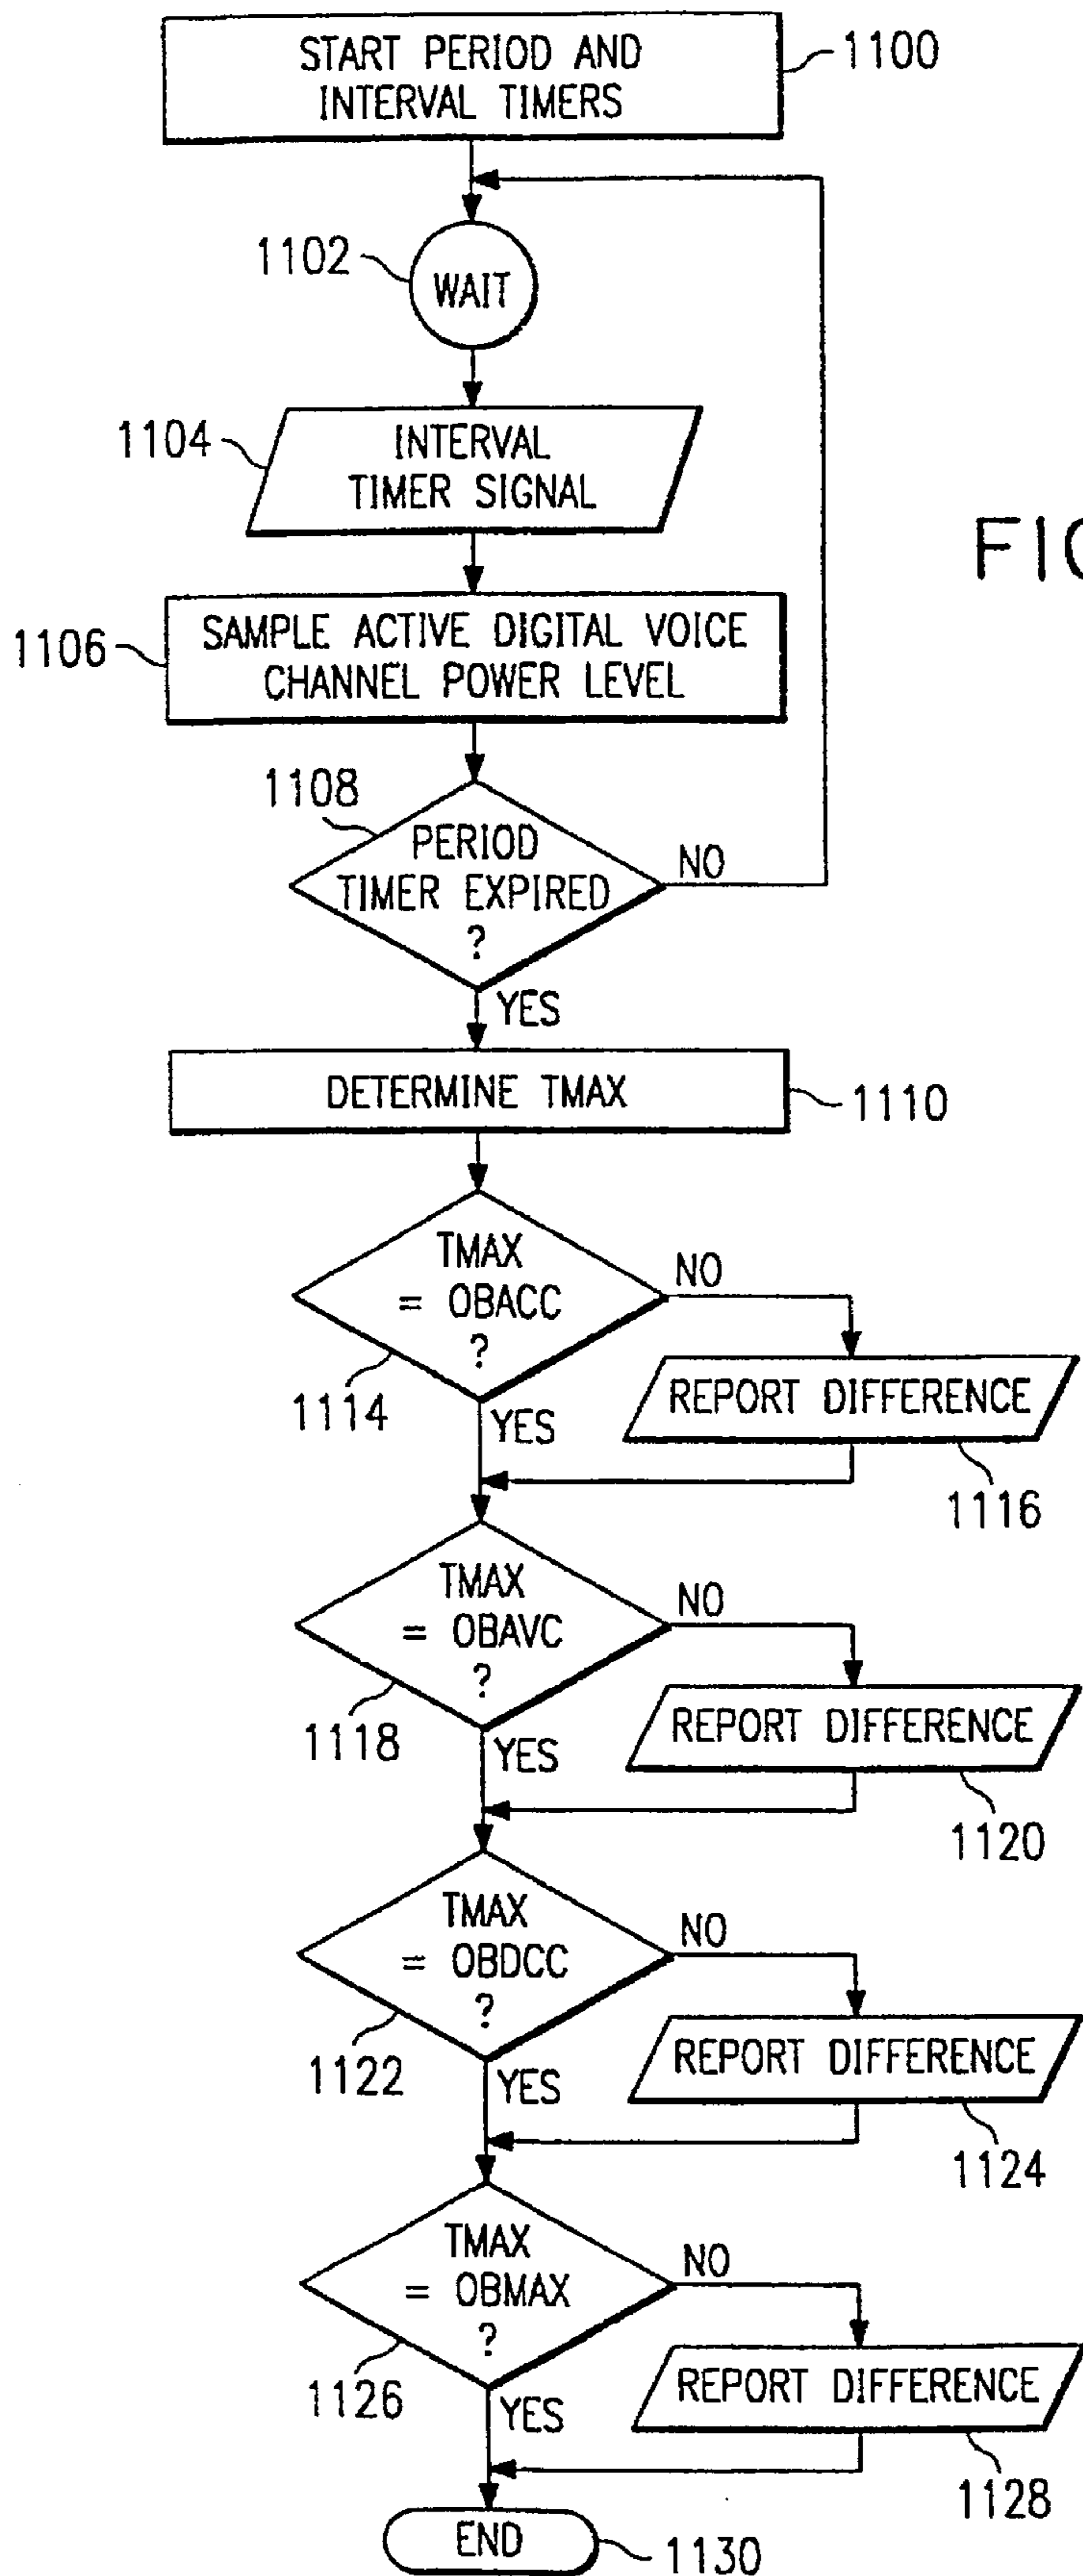 START PERIOD AND
INTERVAL TIMERS
1100
1102
WAIT
1104
INTERVAL
TIMER SIGNAL
FIG
1106
SAMPLE ACTIVE DIGITAL VOICE
CHANNEL POWER LEVEL
1108
PERIOD
TIMER EXPIRED
?
NO
YES
DETERMINE TMAX
1110
TMAX
= OBACC
?
NO
1114
YES
REPORT DIFFERENCE
1116
TMAX
= OBAVC
?
NO
1118
YES
REPORT DIFFERENCE
1120
TMAX
= OBDCC
?
NO
1122
YES
REPORT DIFFERENCE
1124
TMAX
= OBMAX
?
NO
1126
YES
REPORT DIFFERENCE
1128
END
1130